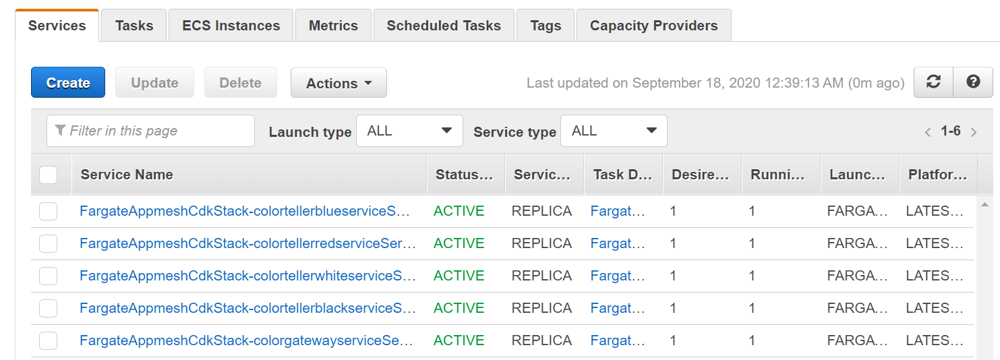 Services Tasks ECS Instances Metrics Scheduled Tasks Tags Capacity Providers
Create Update Delete Actions Last updated on September 18, 2020 12:39:13 AM (0m ago)
Filter in this page Launch type ALL Service type ALL 1-6
Service Name Status... Servic... Task D... Desire... Runni... Launc... Platfor...
FargateAppmeshCdkStack-colortellerblueserviceS... ACTIVE REPLICA Fargat... 1 1 FARGA... LATES...
FargateAppmeshCdkStack-colortellerredserviceSer... ACTIVE REPLICA Fargat... 1 1 FARGA... LATES...
FargateAppmeshCdkStack-colortellerwhiteserviceS... ACTIVE REPLICA Fargat... 1 1 FARGA... LATES...
FargateAppmeshCdkStack-colortellerblackserviceS... ACTIVE REPLICA Fargat... 1 1 FARGA... LATES...
FargateAppmeshCdkStack-colorgatewayserviceSe... ACTIVE REPLICA Fargat... 1 1 FARGA... LATES...